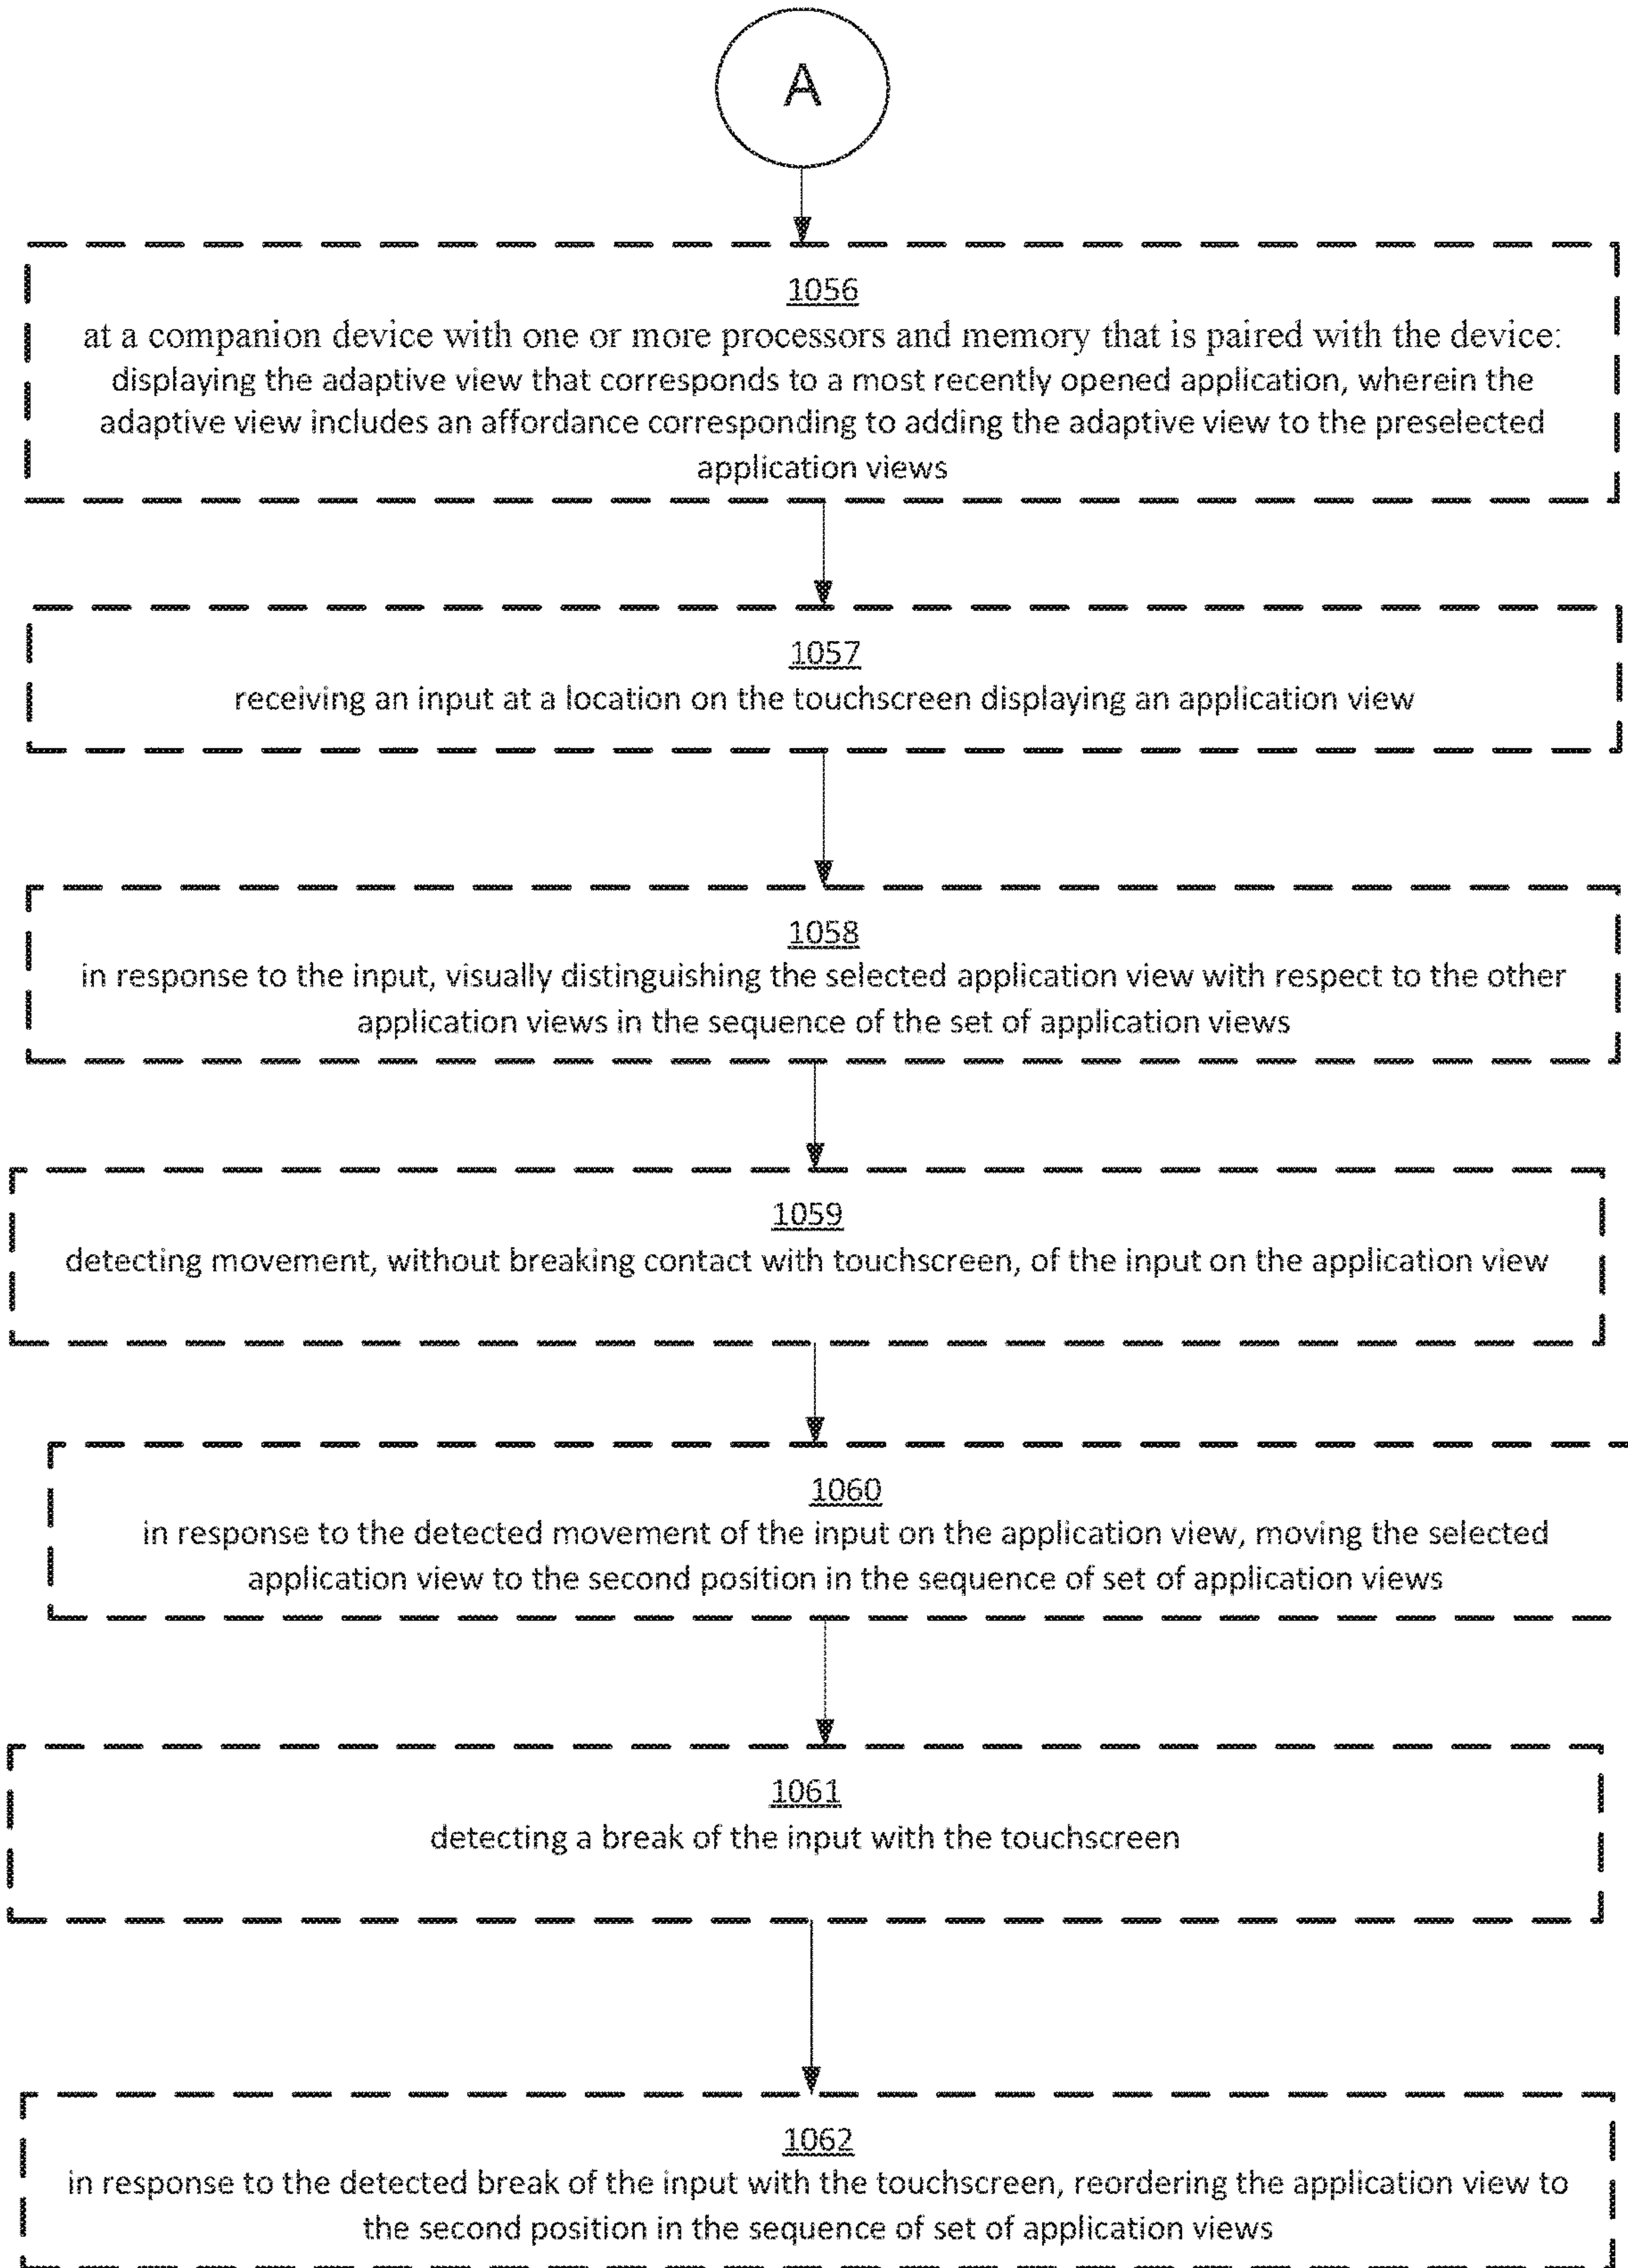 A
1056
at a companion device with one or more processors and memory that is paired with the device:
displaying the adaptive view that corresponds to a most recently opened application, wherein the
adaptive view includes an affordance corresponding to adding the adaptive view to the preselected
application views
1057
receiving an input at a location on the touchscreen displaying an application view
1058
in response to the input, visually distinguishing the selected application view with respect to the other
application views in the sequence of the set of application views
1059
detecting movement, without breaking contact with touchscreen, of the input on the application view
1060
in response to the detected movement of the input on the application view, moving the selected
application view to the second position in the sequence of set of application views
1061
detecting a break of the input with the touchscreen
1062
in response to the detected break of the input with the touchscreen, reordering the application view to
the second position in the sequence of set of application views